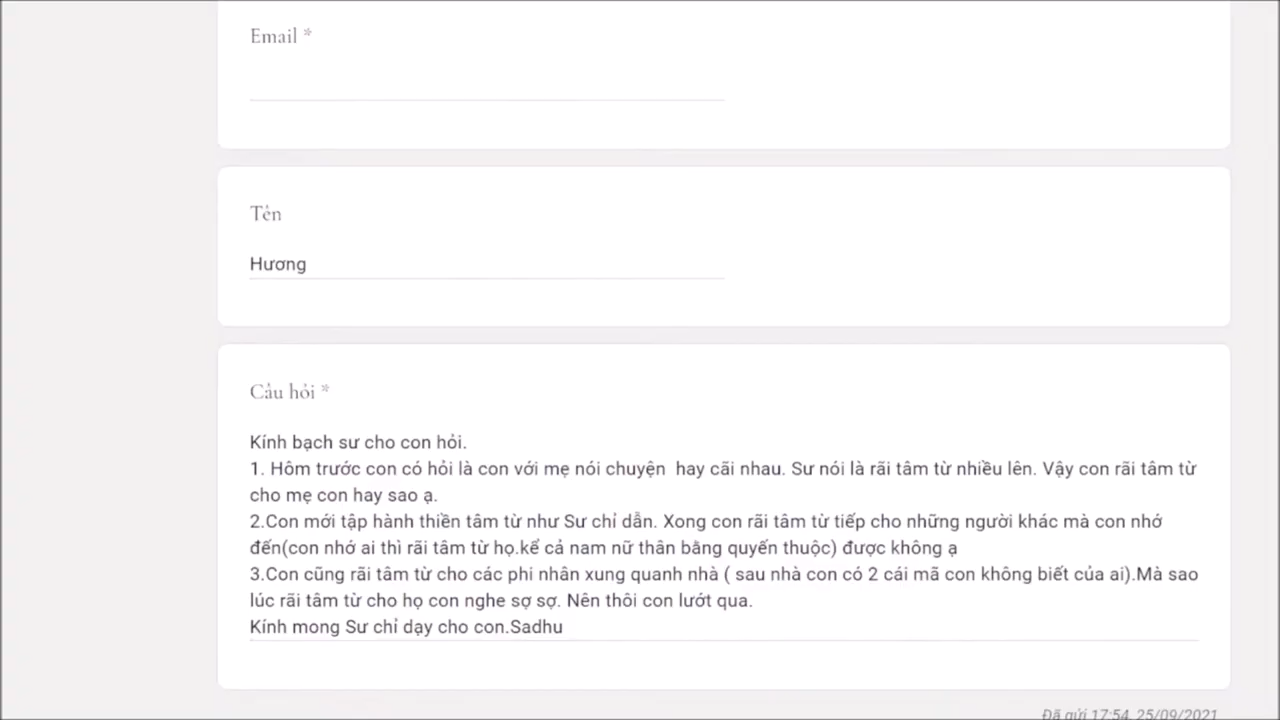 Email *
Tên
Hương
Câu hỏi *
Kính bạch sư cho con hỏi.
1. Hôm trước con có hỏi là con với mẹ nói chuyện  hay cãi nhau. Sư nói là rãi tâm từ nhiều lên. Vậy con rãi tâm từ
cho mẹ con hay sao ạ.
2.Con mới tập hành thiền tâm từ như Sư chỉ dẫn. Xong con rãi tâm từ tiếp cho những người khác mà con nhớ
đến(con nhớ ai thì rãi tâm từ họ.kể cả nam nữ thân bằng quyến thuộc) được không ạ
3.Con cũng rãi tâm từ cho các phi nhân xung quanh nhà ( sau nhà con có 2 cái mã con không biết của ai).Mà sao
lúc rãi tâm từ cho họ con nghe sợ sợ. Nên thôi con lướt qua.
Kính mong Sư chỉ dạy cho con.Sadhu
Đã gửi 17:54, 25/09/2021